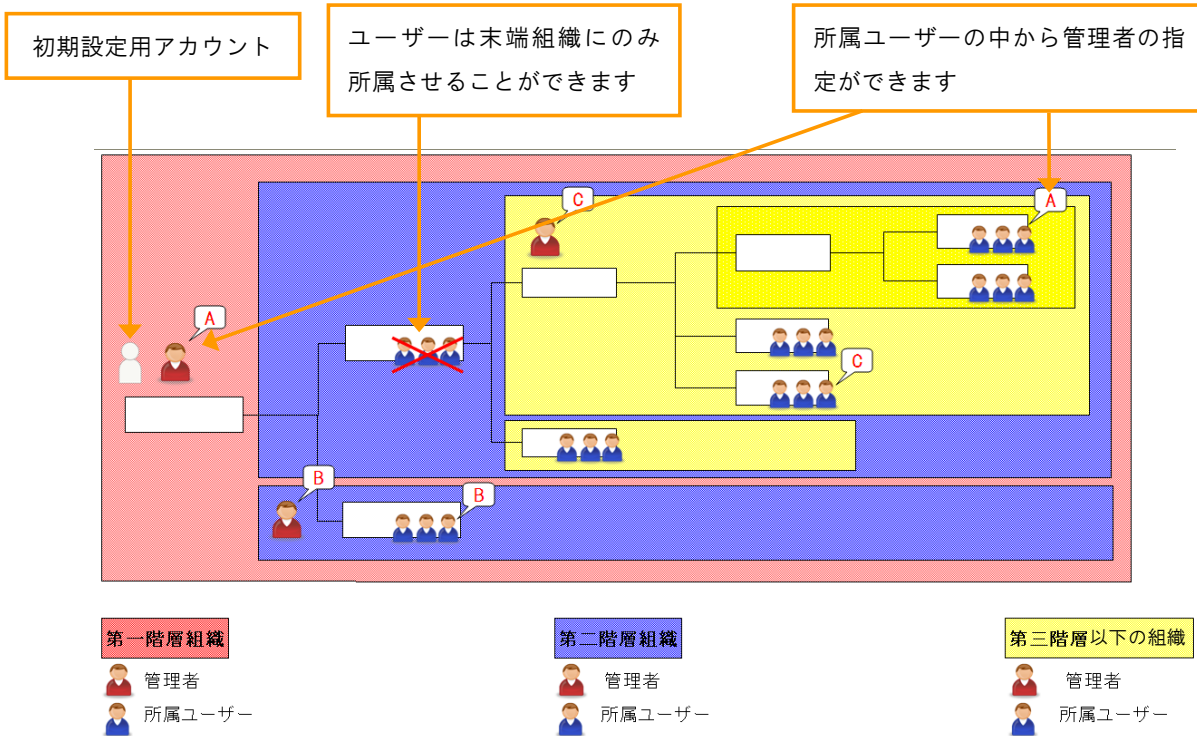 初期設定用アカウント
ユーザーは末端組織にのみ
所属させることができます
所属ユーザーの中から管理者の指
定ができます
C
A
A
C
B
B
第一階層組織
管理者
所属ユーザー
第二階層組織
管理者
所属ユーザー
第三階層以下の組織
管理者
所属ユーザー